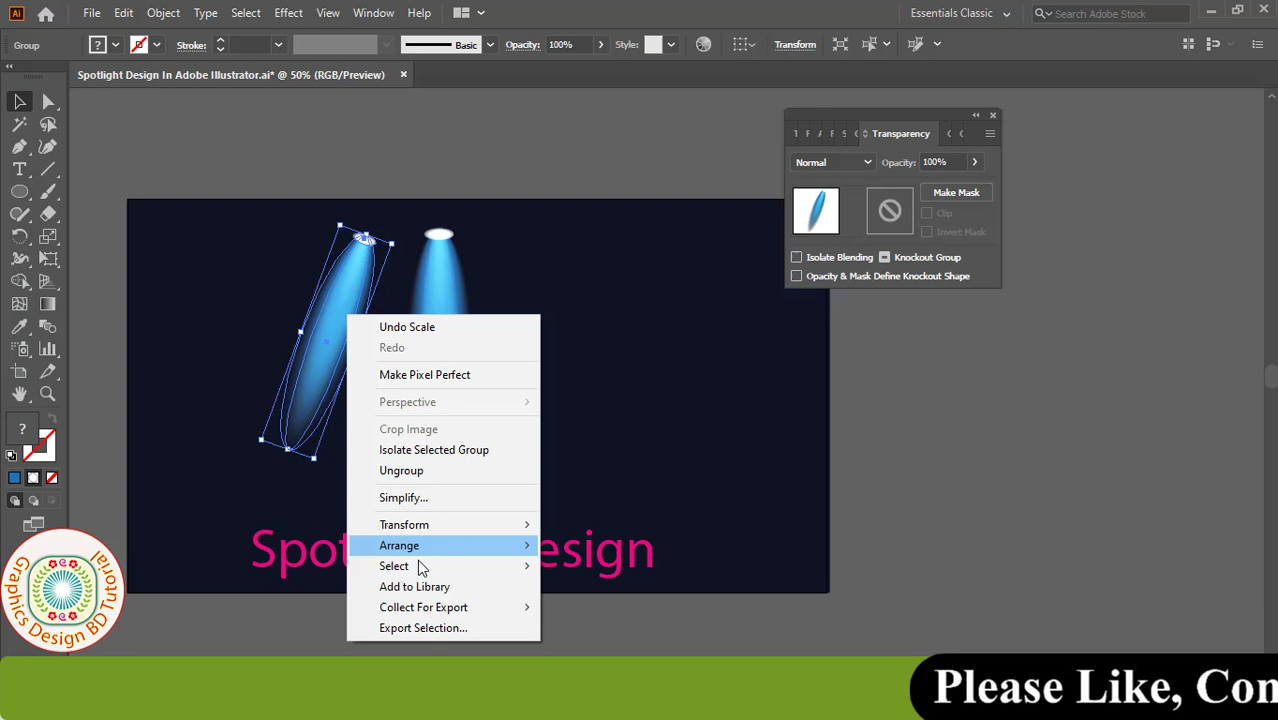 Ai File Edit Object Type Select Effect View Window Help Essentials Classic Search Adobe Stock
Group ? Stroke: Basic Opacity: 100% Style: Transform
Spotlight Design In Adobe Illustrator.ai* @ 50% (RGB/Preview)
Transparency
Normal Opacity: 100%
Make Mask
Clip
Invert Mask
Isolate Blending Knockout Group
Opacity & Mask Define Knockout Shape
Undo Scale
Redo
Make Pixel Perfect
Perspective
Crop Image
Isolate Selected Group
Ungroup
Simplify...
Transform
Arrange
Select
Add to Library
Collect For Export
Export Selection...
?
Spot esign
Graphics Design BD Tutorial
Please Like, Con